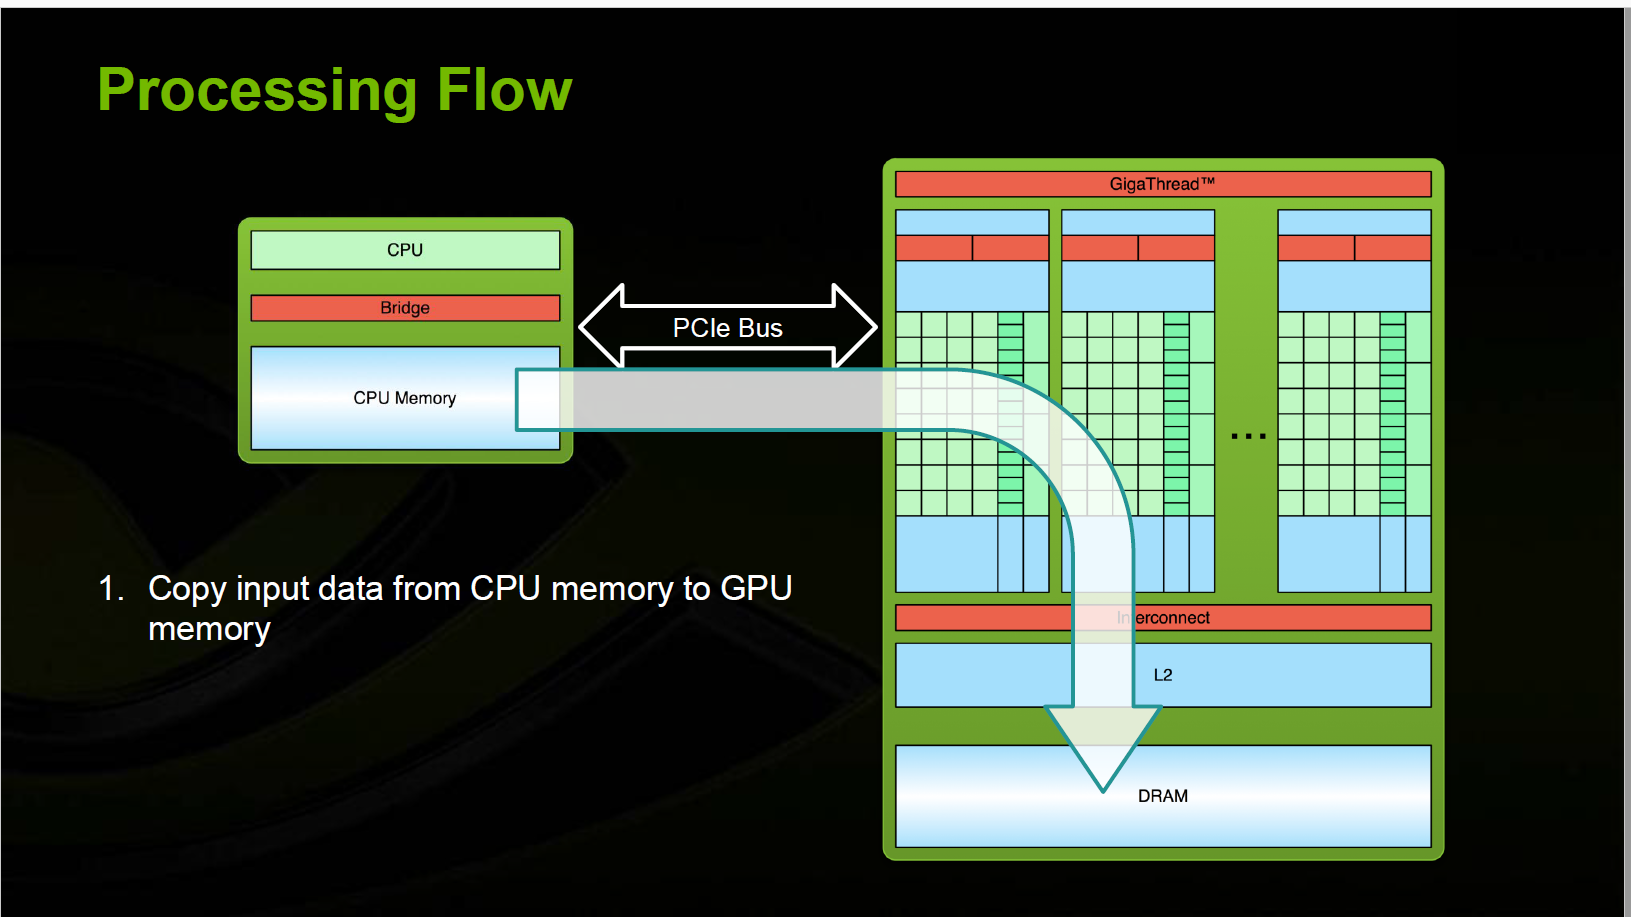 Processing Flow
GigaThread™
CPU
Bridge
PCIe Bus
CPU Memory
...
1. Copy input data from CPU memory to GPU
memory
Interconnect
L2
DRAM